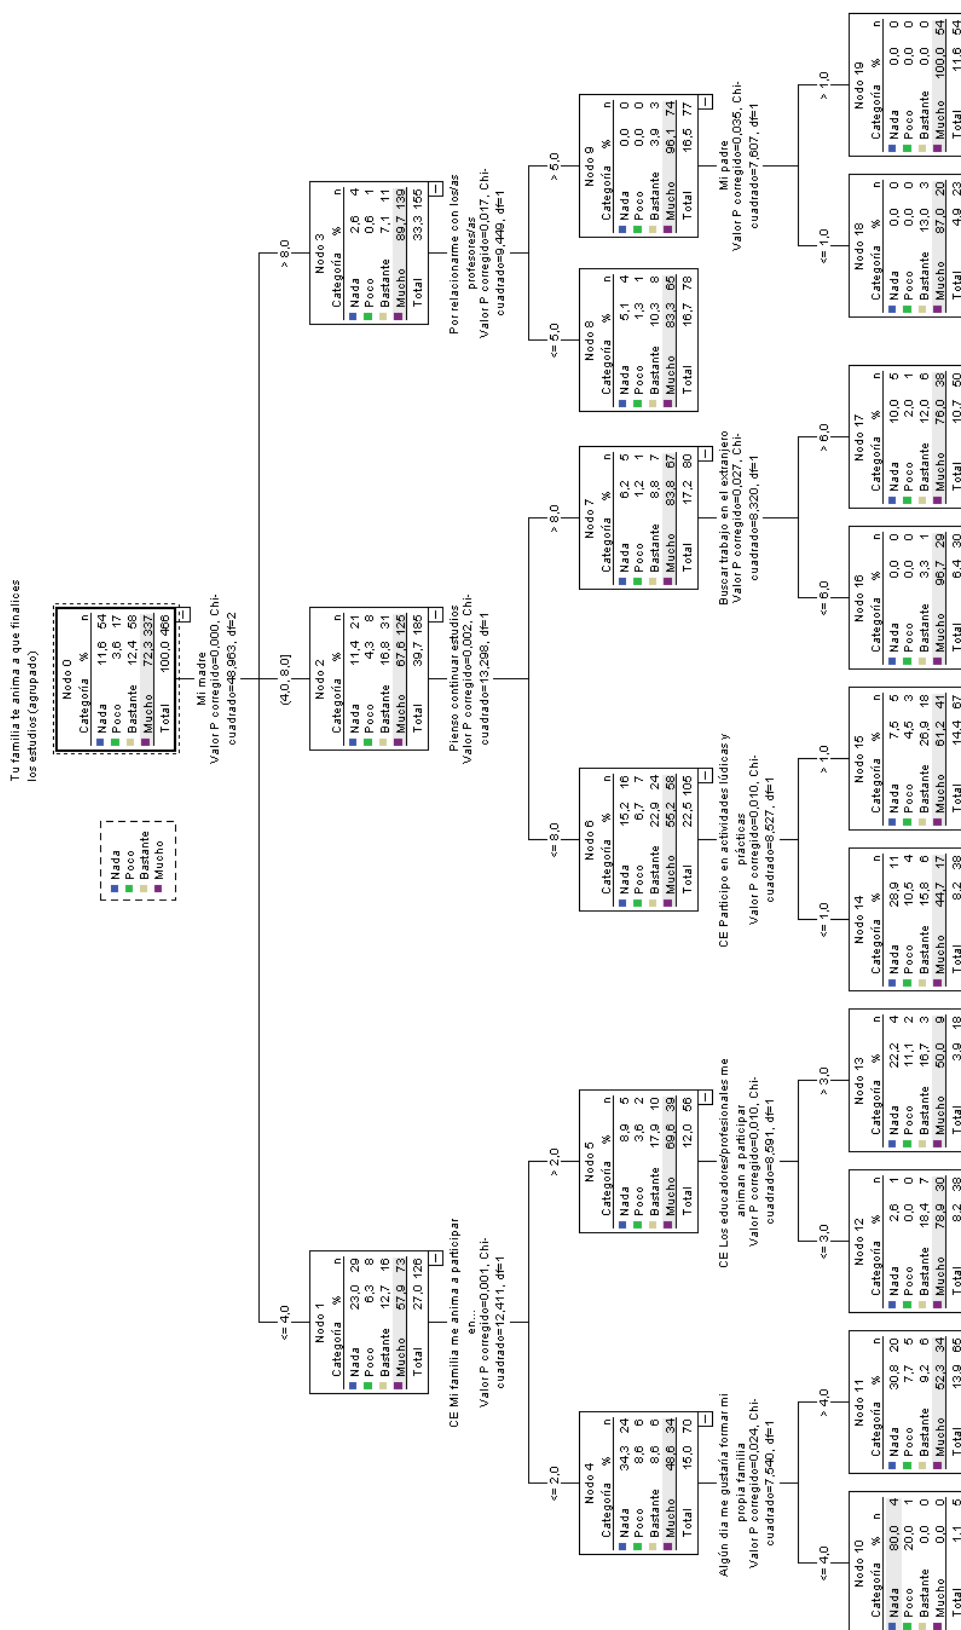 Tu familia te anima a que finalices
los estudios (agrupado)
Nada
Poco
Bastante
Mucho
Nodo 0
Categoría % n
Nada 11,6 54
Poco 3,6 17
Bastante 12,4 58
Mucho 72,3 337
Total 100,0 466
Mi madre
Valor P corregido=0,000, Chi-
cuadrado=48,963, df=2
<= 4,0
(4,0, 8,0]
> 8,0
Nodo 1
Categoría % n
Nada 23,0 29
Poco 6,3 8
Bastante 12,7 16
Mucho 57,9 73
Total 27,0 126
CE Mi familia me anima a participar
en...
Valor P corregido=0,001, Chi-
cuadrado=12,411, df=1
Nodo 2
Categoría % n
Nada 11,4 21
Poco 4,3 8
Bastante 16,8 31
Mucho 67,6 125
Total 39,7 185
Pienso continuar estudios
Valor P corregido=0,002, Chi-
cuadrado=13,298, df=1
Nodo 3
Categoría % n
Nada 2,6 4
Poco 0,6 1
Bastante 7,1 11
Mucho 89,7 139
Total 33,3 155
Por relacionarme con los/as
profesores/as
Valor P corregido=0,017, Chi-
cuadrado=9,449, df=1
<= 2,0
> 2,0
<= 8,0
> 8,0
<= 5,0
> 5,0
Nodo 4
Categoría % n
Nada 34,3 24
Poco 8,6 6
Bastante 8,6 6
Mucho 48,6 34
Total 15,0 70
Algún dia me gustaría formar mi
propia familia
Valor P corregido=0,024, Chi-
cuadrado=7,540, df=1
Nodo 5
Categoría % n
Nada 8,9 5
Poco 3,6 2
Bastante 17,9 10
Mucho 69,6 39
Total 12,0 56
CE Los educadores/profesionales me
animan a participar
Valor P corregido=0,010, Chi-
cuadrado=8,591, df=1
Nodo 6
Categoría % n
Nada 15,2 16
Poco 6,7 7
Bastante 22,9 24
Mucho 55,2 58
Total 22,5 105
CE Participo en actividades lúdicas y
prácticas
Valor P corregido=0,010, Chi-
cuadrado=8,527, df=1
Nodo 7
Categoría % n
Nada 6,2 5
Poco 1,2 1
Bastante 8,8 7
Mucho 83,8 67
Total 17,2 80
Buscar trabajo en el extranjero
Valor P corregido=0,027, Chi-
cuadrado=8,320, df=1
Nodo 8
Categoría % n
Nada 5,1 4
Poco 1,3 1
Bastante 10,3 8
Mucho 83,3 65
Total 16,7 78
Nodo 9
Categoría % n
Nada 0,0 0
Poco 0,0 0
Bastante 3,9 3
Mucho 96,1 74
Total 16,5 77
Mi padre
Valor P corregido=0,035, Chi-
cuadrado=7,607, df=1
<= 4,0
> 4,0
<= 3,0
> 3,0
<= 1,0
> 1,0
<= 6,0
> 6,0
<= 1,0
> 1,0
Nodo 10
Categoría % n
Nada 80,0 4
Poco 20,0 1
Bastante 0,0 0
Mucho 0,0 0
Total 1,1 5
Nodo 11
Categoría % n
Nada 30,8 20
Poco 7,7 5
Bastante 9,2 6
Mucho 52,3 34
Total 13,9 65
Nodo 12
Categoría % n
Nada 2,6 1
Poco 0,0 0
Bastante 18,4 7
Mucho 78,9 30
Total 8,2 38
Nodo 13
Categoría % n
Nada 22,2 4
Poco 11,1 2
Bastante 16,7 3
Mucho 50,0 9
Total 3,9 18
Nodo 14
Categoría % n
Nada 28,9 11
Poco 10,5 4
Bastante 15,8 6
Mucho 44,7 17
Total 8,2 38
Nodo 15
Categoría % n
Nada 7,5 5
Poco 4,5 3
Bastante 26,9 18
Mucho 61,2 41
Total 14,4 67
Nodo 16
Categoría % n
Nada 0,0 0
Poco 0,0 0
Bastante 3,3 1
Mucho 96,7 29
Total 6,4 30
Nodo 17
Categoría % n
Nada 10,0 5
Poco 2,0 1
Bastante 12,0 6
Mucho 76,0 38
Total 10,7 50
Nodo 18
Categoría % n
Nada 0,0 0
Poco 0,0 0
Bastante 13,0 3
Mucho 87,0 20
Total 4,9 23
Nodo 19
Categoría % n
Nada 0,0 0
Poco 0,0 0
Bastante 0,0 0
Mucho 100,0 54
Total 11,6 54